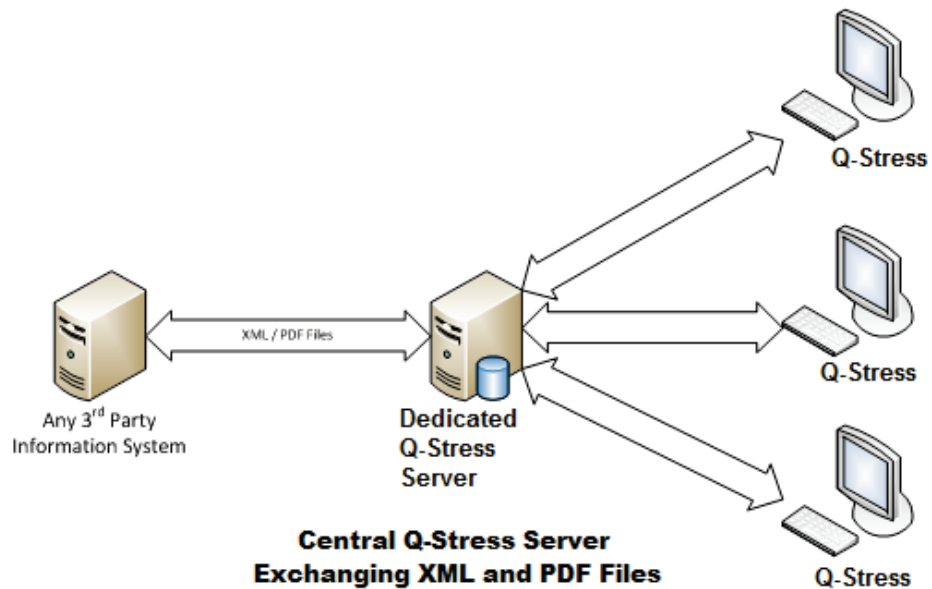 Q-Stress
XML / PDF Files
Q-Stress
Any 3rd Party
Information System
Dedicated
Q-Stress
Server
Central Q-Stress Server
Exchanging XML and PDF Files
Q-Stress